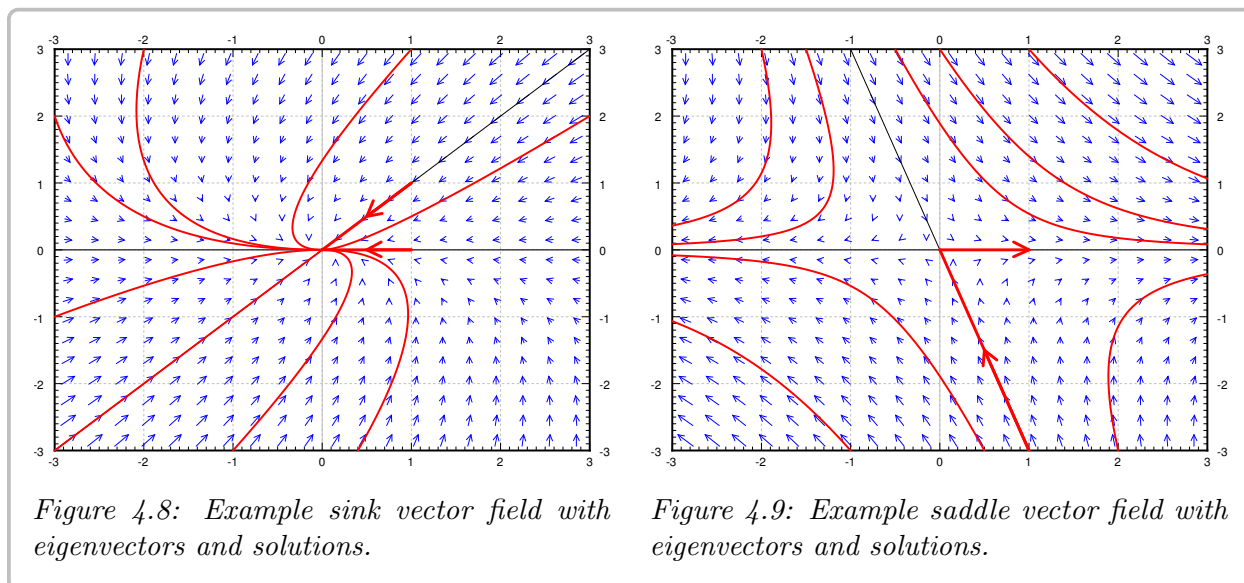 -3 -2 -1 0 1 2 3
3 3
2 2
1 1
0 0
-1 -1
-2 -2
-3 -3
-3 -2 -1 0 1 2 3
Figure 4.8: Example sink vector field with
eigenvectors and solutions.
-3 -2 -1 0 1 2 3
3 3
2 2
1 1
0 0
-1 -1
-2 -2
-3 -3
-3 -2 -1 0 1 2 3
Figure 4.9: Example saddle vector field with
eigenvectors and solutions.